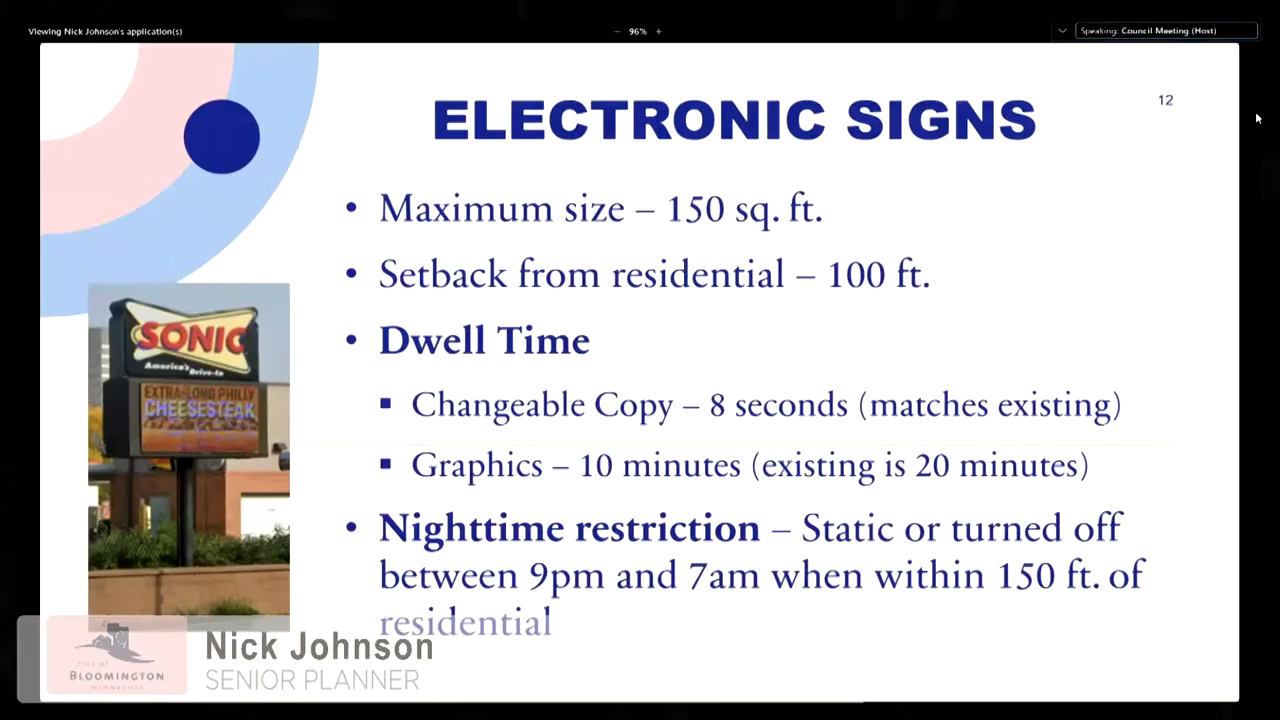 Viewing Nick Johnson's application(s)
− 96% +
Speaking: Council Meeting (Host)
12
ELECTRONIC SIGNS
• Maximum size – 150 sq. ft.
• Setback from residential – 100 ft.
• Dwell Time
▪ Changeable Copy – 8 seconds (matches existing)
▪ Graphics – 10 minutes (existing is 20 minutes)
• Nighttime restriction – Static or turned off
between 9pm and 7am when within 150 ft. of
residential
SONIC
America's Drive-In
EXTRA-LONG PHILLY
CHEESESTEAK
CITY OF
BLOOMINGTON
MINNESOTA
Nick Johnson
SENIOR PLANNER